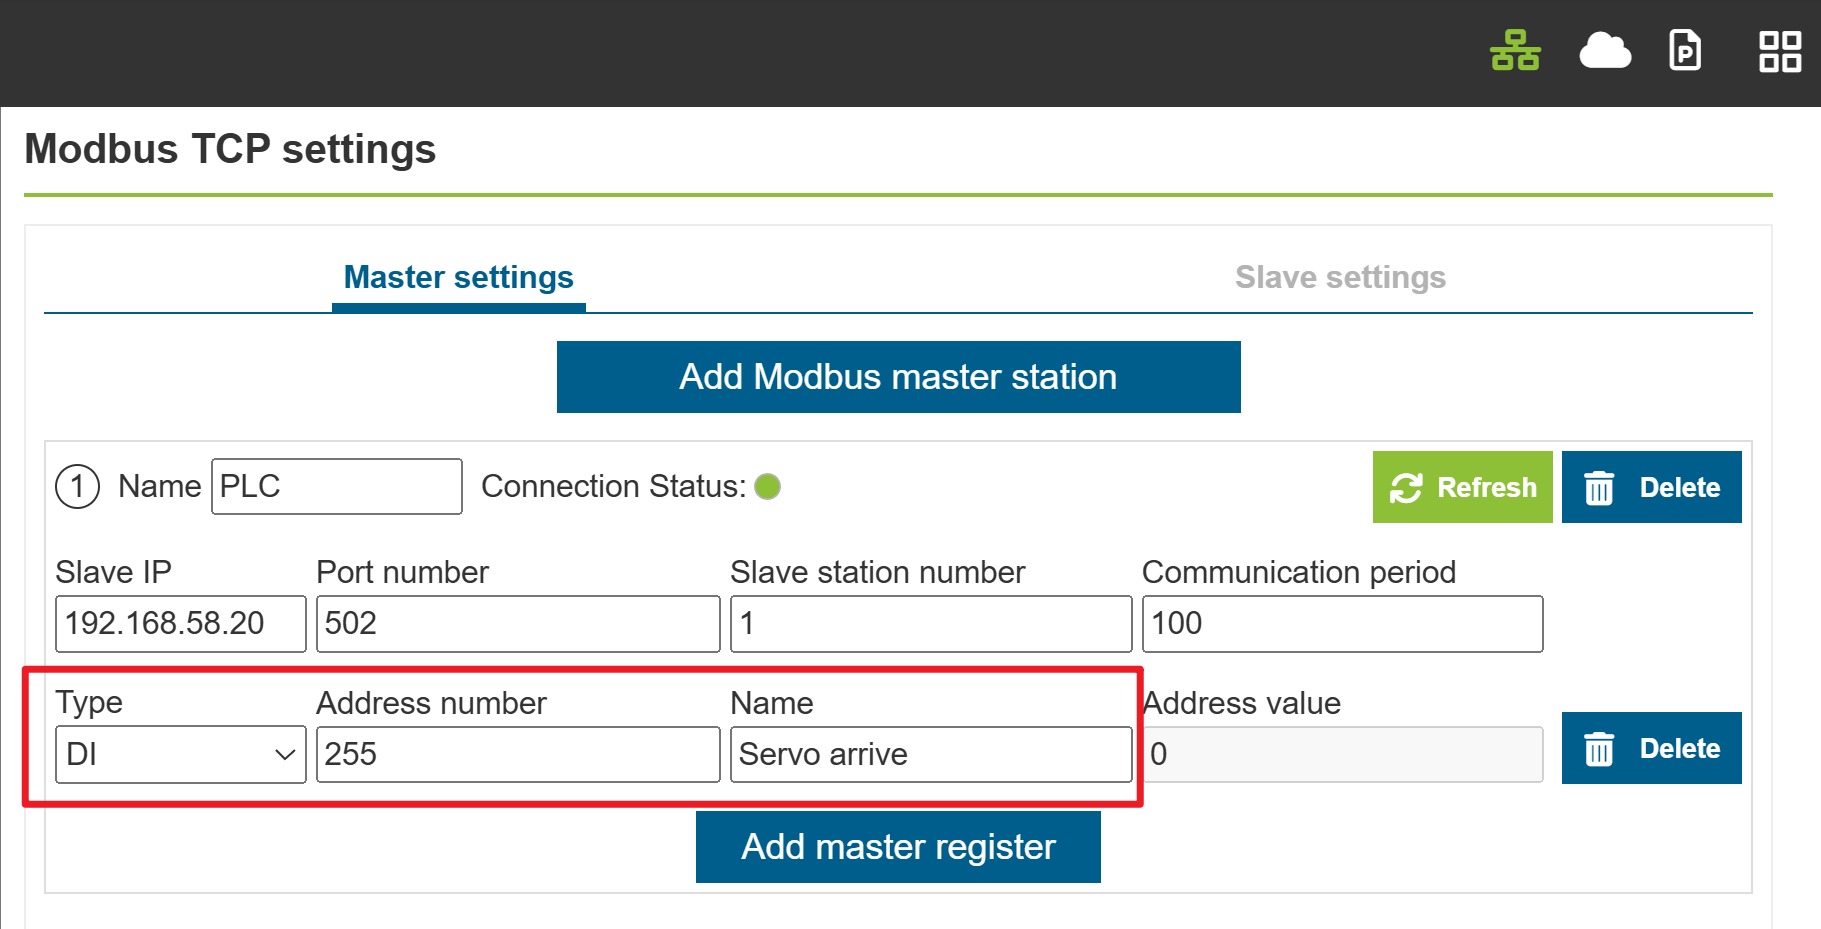 P
Modbus TCP settings
Master settings
Slave settings
Add Modbus master station
1 Name PLC Connection Status: Refresh Delete
Slave IP Port number Slave station number Communication period
192.168.58.20 502 1 100
Type Address number Name Address value
DI 255 Servo arrive 0 Delete
Add master register